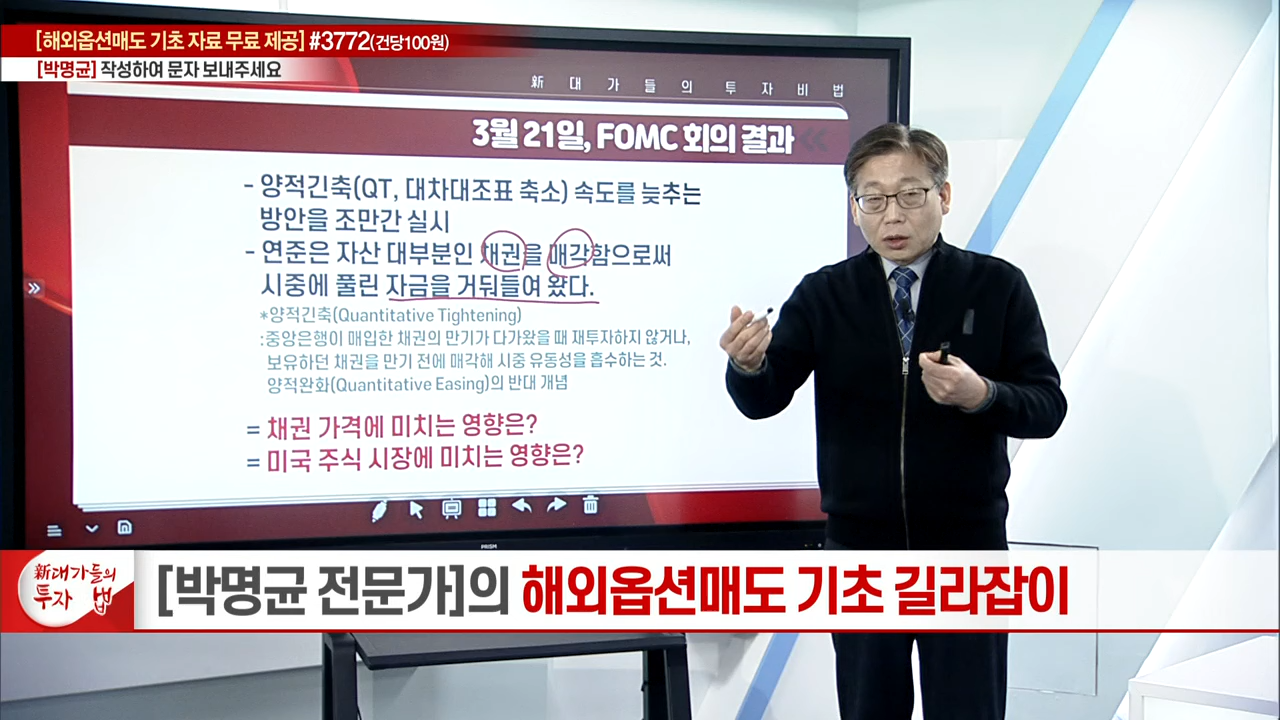 [해외옵션매도 기초 자료 무료 제공] #3772(건당100원)
[박명균] 작성하여 문자 보내주세요
新 대가들의 투자비법
3월 21일, FOMC 회의 결과
- 양적긴축(QT, 대차대조표 축소) 속도를 늦추는
방안을 조만간 실시
- 연준은 자산 대부분인 채권을 매각함으로써
시중에 풀린 자금을 거둬들여 왔다.
*양적긴축(Quantitative Tightening)
:중앙은행이 매입한 채권의 만기가 다가왔을 때 재투자하지 않거나,
보유하던 채권을 만기 전에 매각해 시중 유동성을 흡수하는 것.
양적완화(Quantitative Easing)의 반대 개념
= 채권 가격에 미치는 영향은?
= 미국 주식 시장에 미치는 영향은?
PRISM
新대가들의
투자 법
[박명균 전문가]의 해외옵션매도 기초 길라잡이